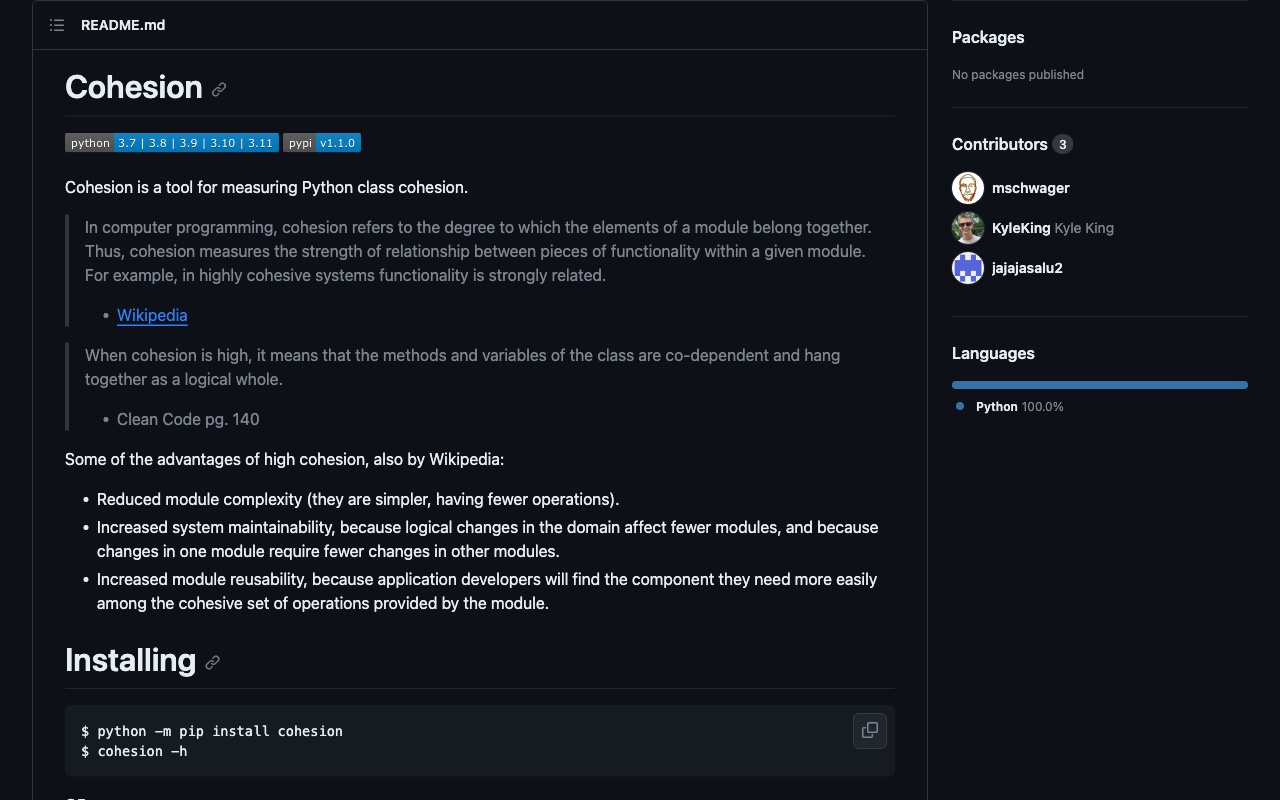 README.md
Cohesion
python 3.7 | 3.8 | 3.9 | 3.10 | 3.11 pypi v1.1.0
Cohesion is a tool for measuring Python class cohesion.
In computer programming, cohesion refers to the degree to which the elements of a module belong together.
Thus, cohesion measures the strength of relationship between pieces of functionality within a given module.
For example, in highly cohesive systems functionality is strongly related.
• Wikipedia
When cohesion is high, it means that the methods and variables of the class are co-dependent and hang
together as a logical whole.
• Clean Code pg. 140
Some of the advantages of high cohesion, also by Wikipedia:
• Reduced module complexity (they are simpler, having fewer operations).
• Increased system maintainability, because logical changes in the domain affect fewer modules, and because
changes in one module require fewer changes in other modules.
• Increased module reusability, because application developers will find the component they need more easily
among the cohesive set of operations provided by the module.
Installing
$ python -m pip install cohesion
$ cohesion -h
Packages
No packages published
Contributors 3
mschwager
KyleKing Kyle King
jajajasalu2
Languages
Python 100.0%